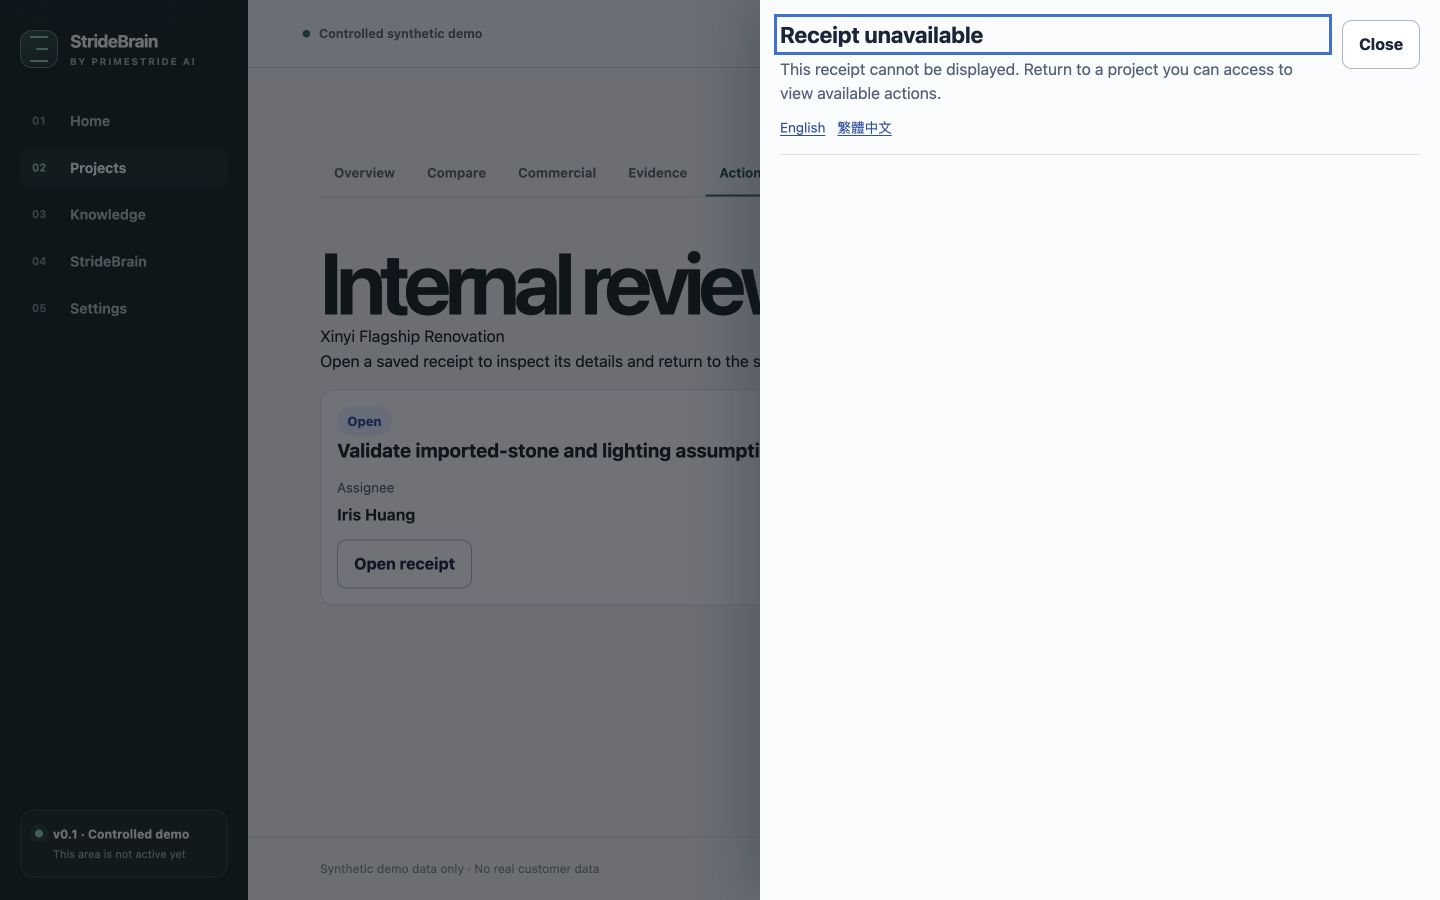 StrideBrain
BY PRIMESTRIDE AI
01 Home
02 Projects
03 Knowledge
04 StrideBrain
05 Settings
v0.1 · Controlled demo
This area is not active yet
Controlled synthetic demo
Overview Compare Commercial Evidence Action
Internal review
Xinyi Flagship Renovation
Open a saved receipt to inspect its details and return to the s
Open
Validate imported-stone and lighting assumpti
Assignee
Iris Huang
Open receipt
Synthetic demo data only · No real customer data
Receipt unavailable
Close
This receipt cannot be displayed. Return to a project you can access to
view available actions.
English 繁體中文